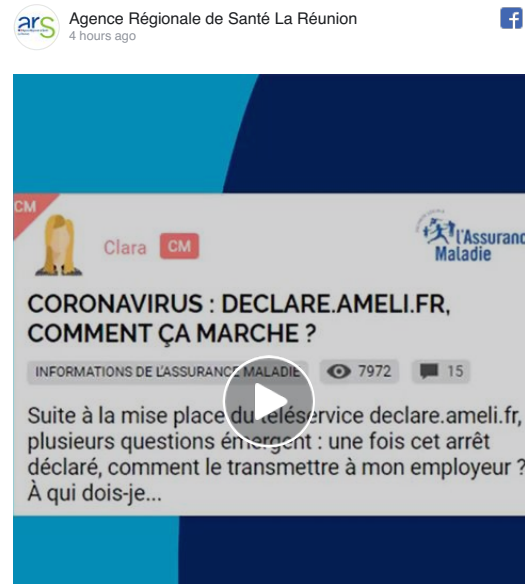 ars
Agence Régionale de Santé La Réunion
4 hours ago
CM
Clara CM
l'Assuranc
Maladie
CORONAVIRUS : DECLARE.AMELI.FR,
COMMENT ÇA MARCHE ?
INFORMATIONS DE L'ASSURANCE MALADIE 7972 15
Suite à la mise place du téléservice declare.ameli.fr,
plusieurs questions émergent : une fois cet arrêt
déclaré, comment le transmettre à mon employeur ?
À qui dois-je...